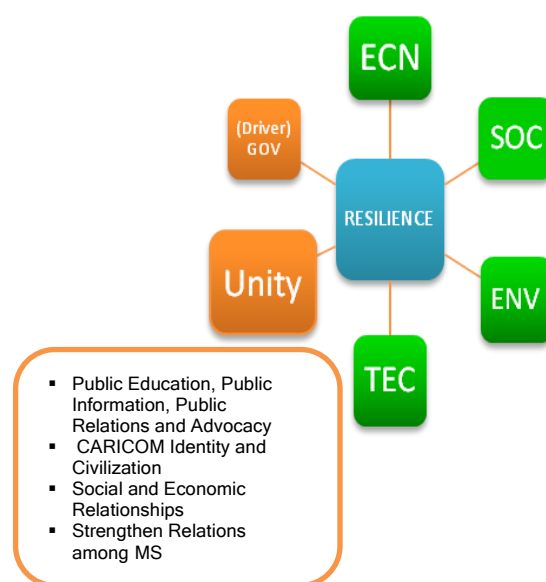 ECN
(Driver)
GOV
SOC
RESILIENCE
Unity
ENV
TEC
▪ Public Education, Public
Information, Public
Relations and Advocacy
▪ CARICOM Identity and
Civilization
▪ Social and Economic
Relationships
▪ Strengthen Relations
among MS